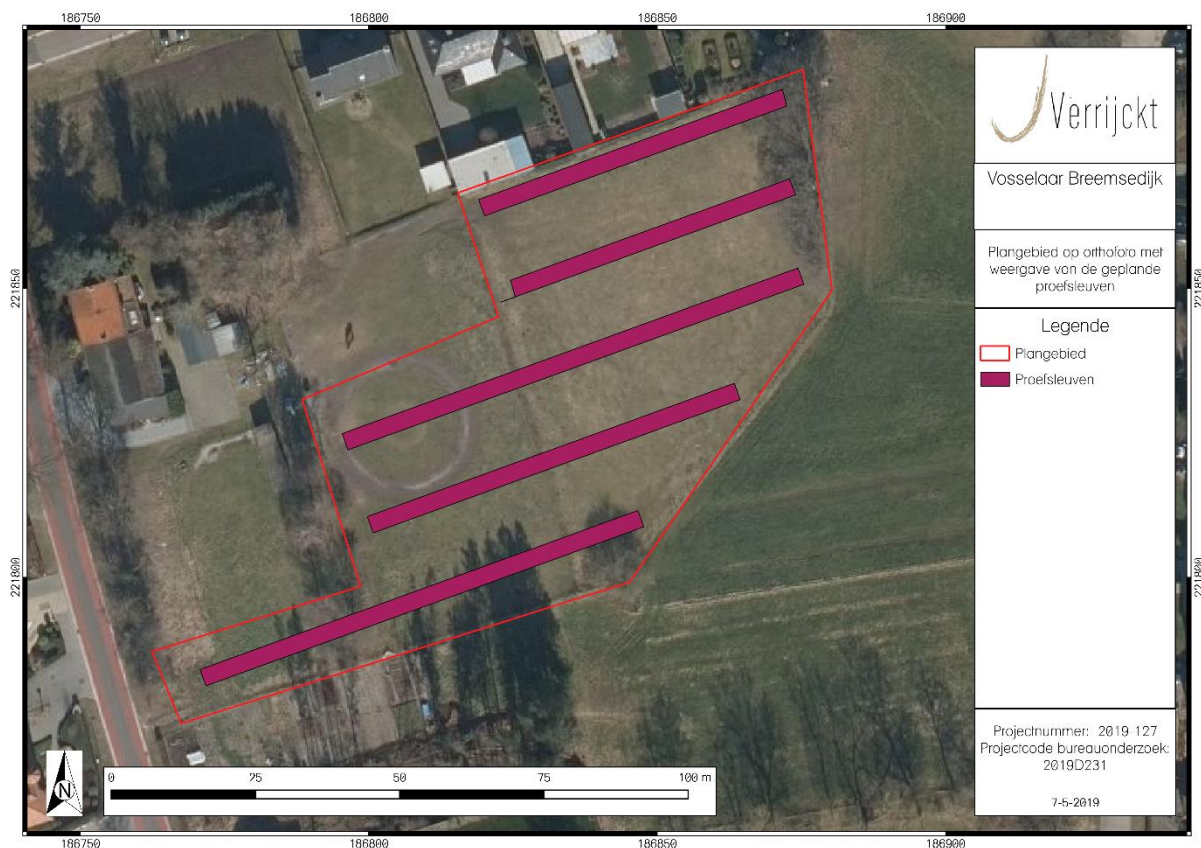 186750
186800
186850
186900
Verrijckt
Vosselaar Breemsedijk
Plangebied op orthofoto met
weergave van de geplande
proefsleuven
221850
221850
Legende
Plangebied
Proefsleuven
221800
221800
Projectnummer: 2019 127
Projectcode bureauonderzoek:
2019D231
7-5-2019
N
0 25 50 75 100 m
186750
186800
186850
186900